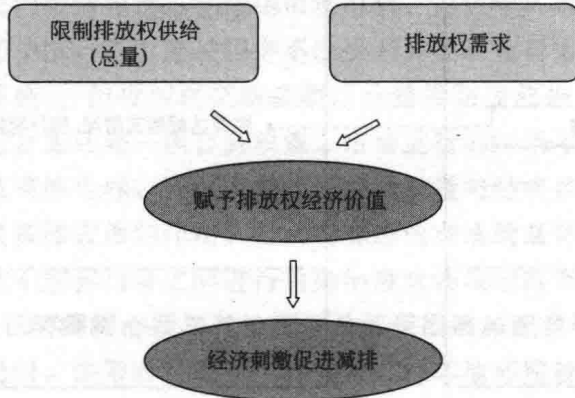 限制排放权供给
(总量)
排放权需求
赋予排放权经济价值
经济刺激促进减排